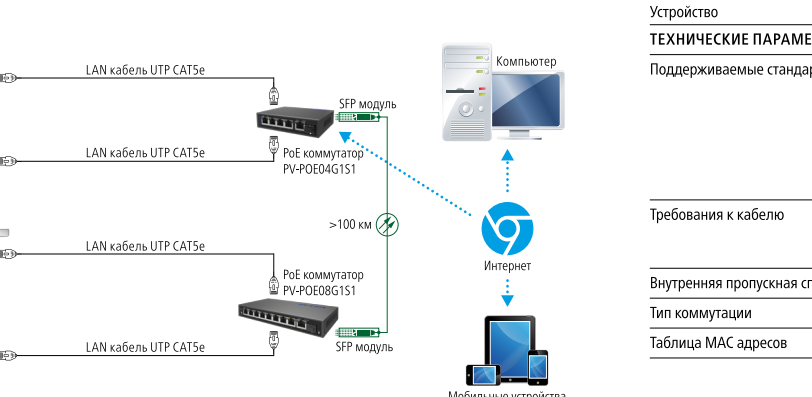 LAN кабель UTP CAT5e
SFP модуль
LAN кабель UTP CAT5e
PoE коммутатор
PV-POE04G1S1
>100 км
LAN кабель UTP CAT5e
PoE коммутатор
PV-POE08G1S1
LAN кабель UTP CAT5e
SFP модуль
Компьютер
Интернет
Мобильные устройства
Устройство
ТЕХНИЧЕСКИЕ ПАРАМЕ
Поддерживаемые стандар
Требования к кабелю
Внутренняя пропускная сп
Тип коммутации
Таблица MAC адресов